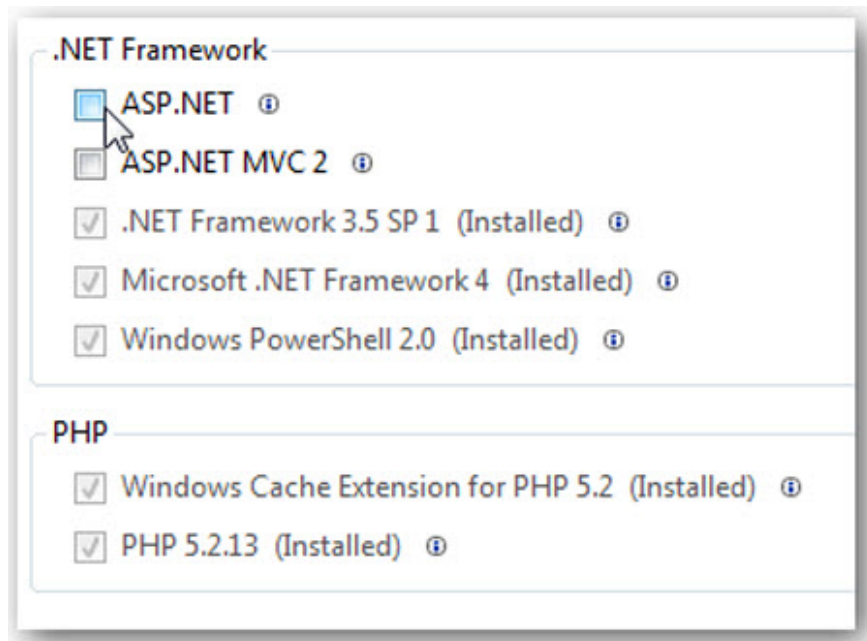 .NET Framework
ASP.NET
ASP.NET MVC 2
.NET Framework 3.5 SP 1 (Installed)
Microsoft .NET Framework 4 (Installed)
Windows PowerShell 2.0 (Installed)
PHP
Windows Cache Extension for PHP 5.2 (Installed)
PHP 5.2.13 (Installed)